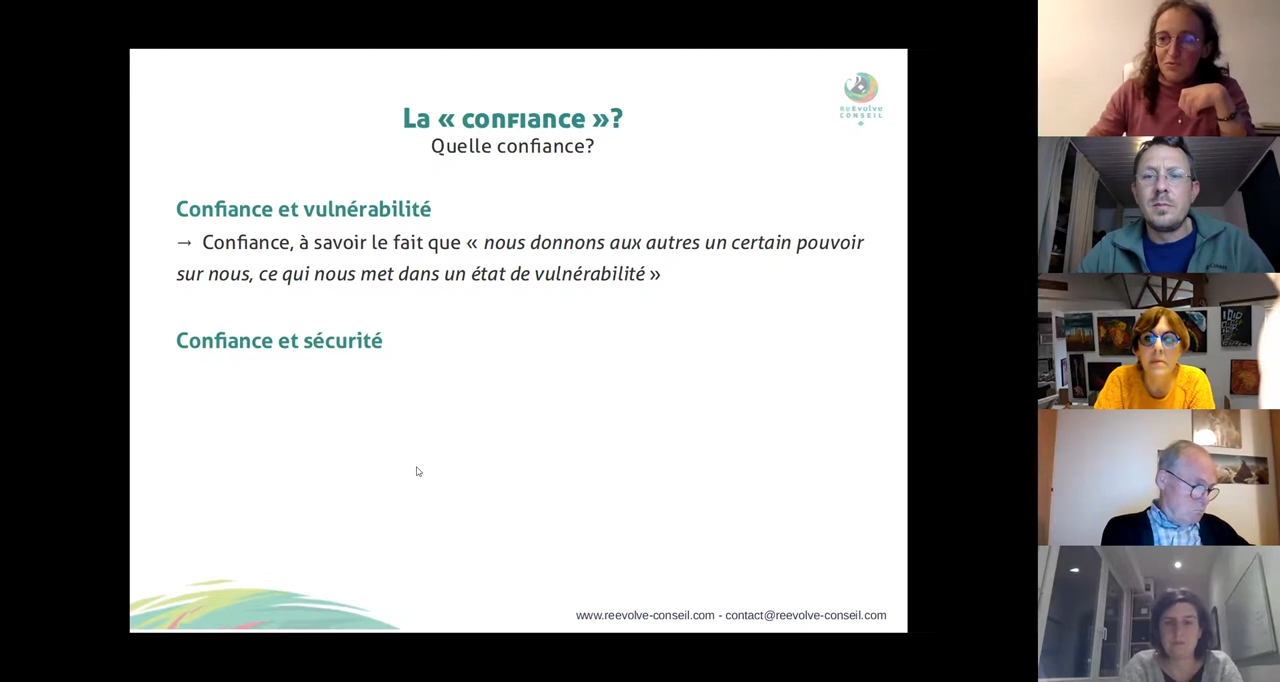 La « confiance »?
Quelle confiance?
ReEvolve
CONSEIL
Confiance et vulnérabilité
→ Confiance, à savoir le fait que « nous donnons aux autres un certain pouvoir
sur nous, ce qui nous met dans un état de vulnérabilité »
Confiance et sécurité
www.reevolve-conseil.com - contact@reevolve-conseil.com